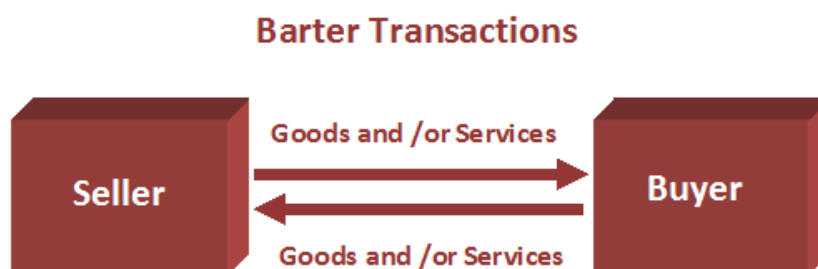 Barter Transactions
Goods and /or Services
Seller
Buyer
Goods and /or Services